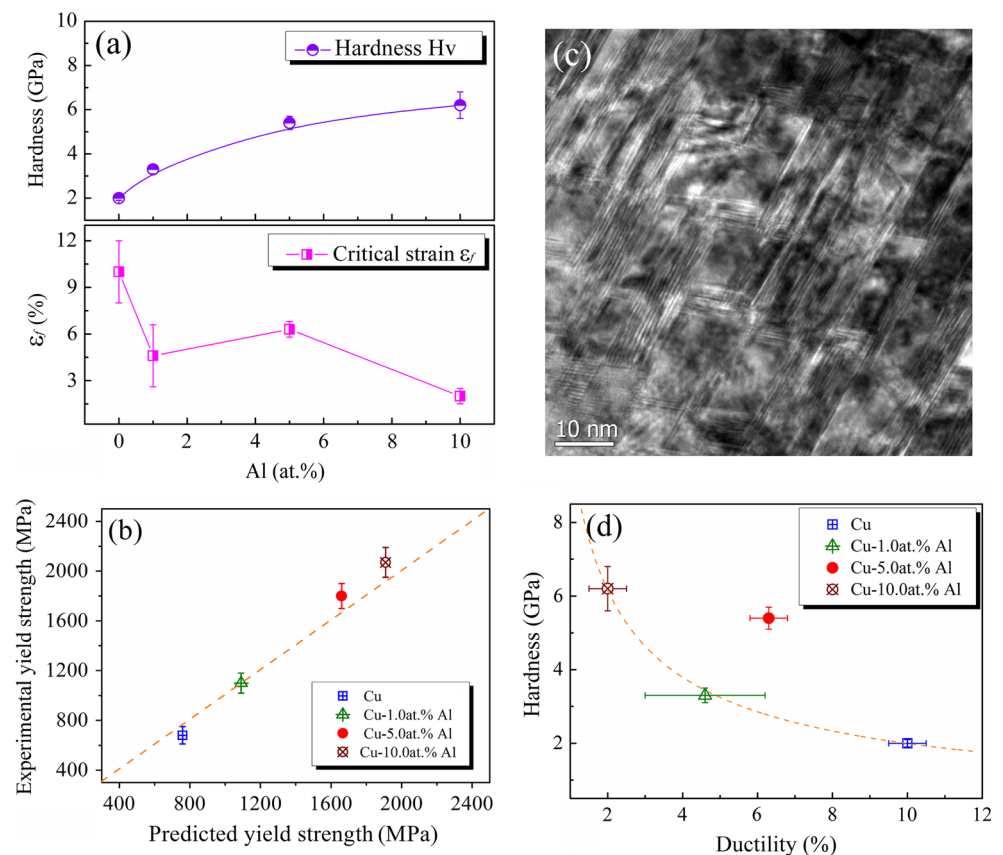 (a)
Hardness Hv
10
8
6
4
2
Hardness (GPa)
Critical strain εf
12
9
6
3
εf (%)
0 2 4 6 8 10
Al (at.%)
(c)
10 nm
(b)
2400
2000
1600
1200
800
400
Experimental yield strength (MPa)
Cu
Cu-1.0at.% Al
Cu-5.0at.% Al
Cu-10.0at.% Al
400 800 1200 1600 2000 2400
Predicted yield strength (MPa)
(d)
8
6
4
2
Hardness (GPa)
Cu
Cu-1.0at.% Al
Cu-5.0at.% Al
Cu-10.0at.% Al
2 4 6 8 10 12
Ductility (%)